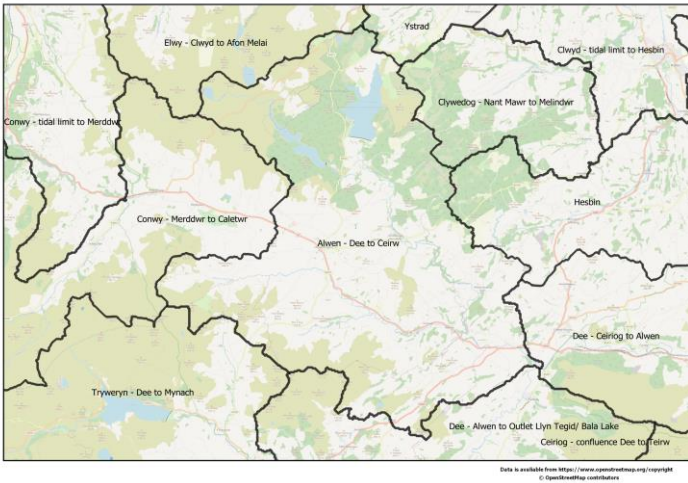 Ystrad
Elwy - Clwyd to Afon Melai
Clwyd - tidal limit to Hesbin
Clywedog - Nant Mawr to Melindwr
Conwy - tidal limit to Merddwr
Hesbin
Conwy - Merddwr to Caletwr
Alwen - Dee to Ceirw
Dee - Ceiriog to Alwen
Tryweryn - Dee to Mynach
Dee - Alwen to Outlet Llyn Tegid/ Bala Lake
Ceiriog - confluence Dee to Teirw
Data is available from https://www.openstreetmap.org/copyright
© OpenStreetMap contributors